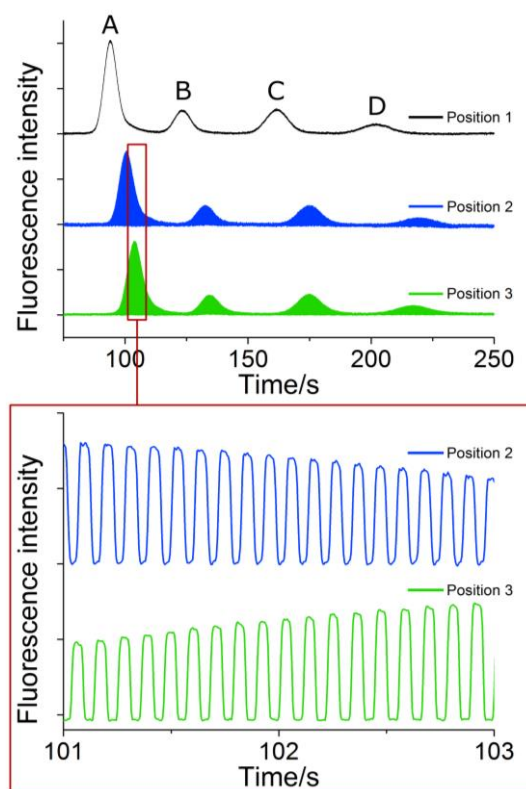 A
B
C
D
Position 1
Position 2
Position 3
Fluorescence intensity
100
150
200
250
Time/s
Position 2
Position 3
Fluorescence intensity
101
102
103
Time/s